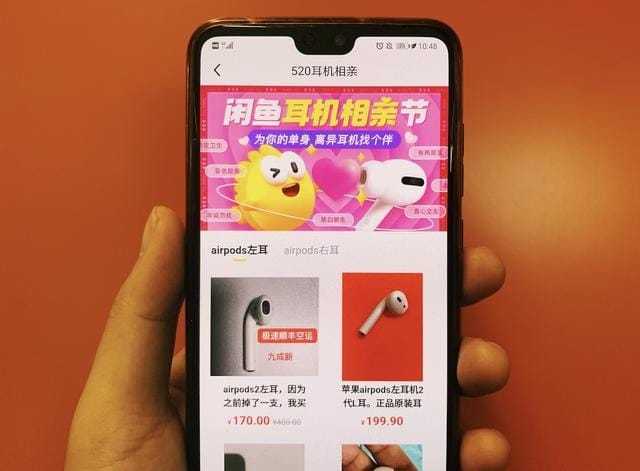 10:48
520耳机相亲
闲鱼耳机相亲节
为你的单身 离异耳机找个伴
真心交友
airpods左耳
airpods右耳
极速顺丰空运
九成新
airpods2左耳，因为
之前掉了一支，我买
¥170.00 ¥400.00
苹果airpods左耳机2
代L耳。正品原装耳
¥199.90